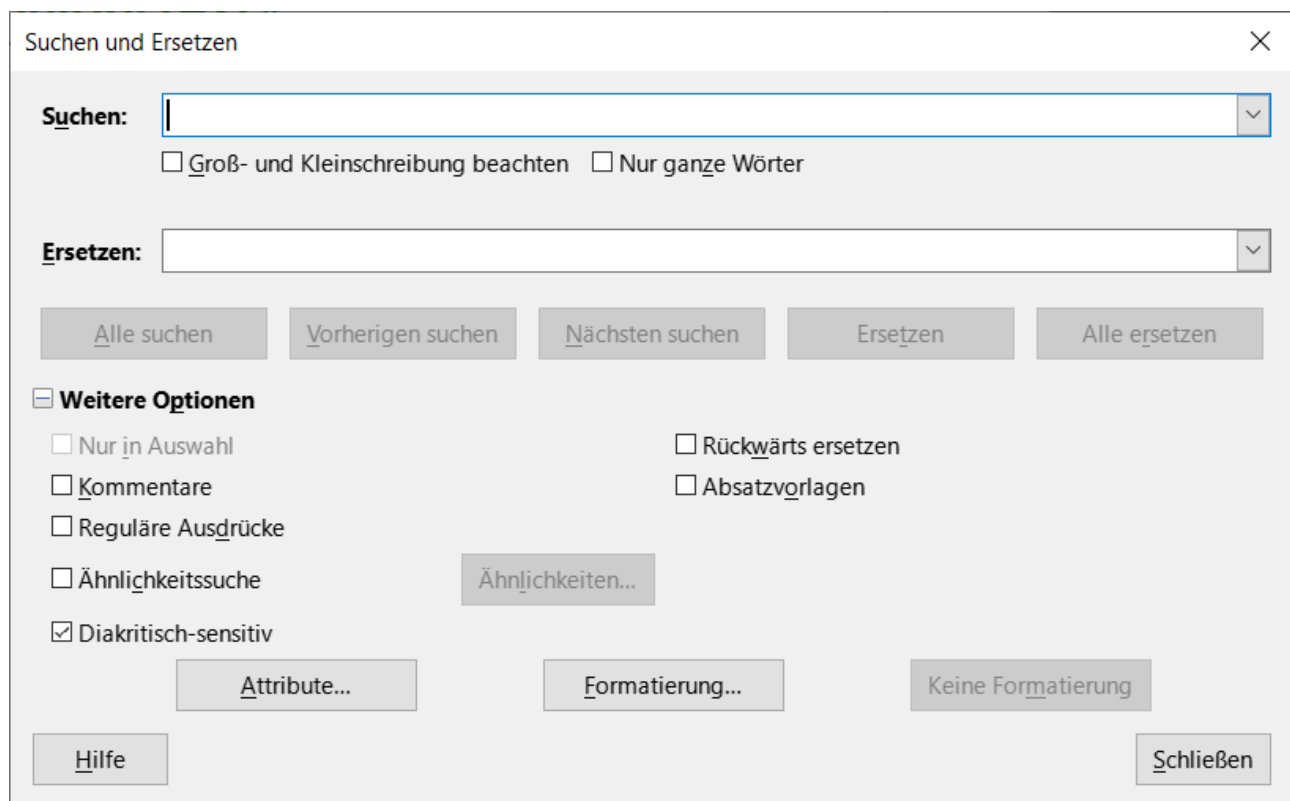 Suchen und Ersetzen
Suchen:
Groß- und Kleinschreibung beachten Nur ganze Wörter
Ersetzen:
Alle suchen Vorherigen suchen Nächsten suchen Ersetzen Alle ersetzen
Weitere Optionen
Nur in Auswahl Rückwärts ersetzen
Kommentare Absatzvorlagen
Reguläre Ausdrücke
Ähnlichkeitssuche Ähnlichkeiten...
Diakritisch-sensitiv
Attribute... Formatierung... Keine Formatierung
Hilfe Schließen